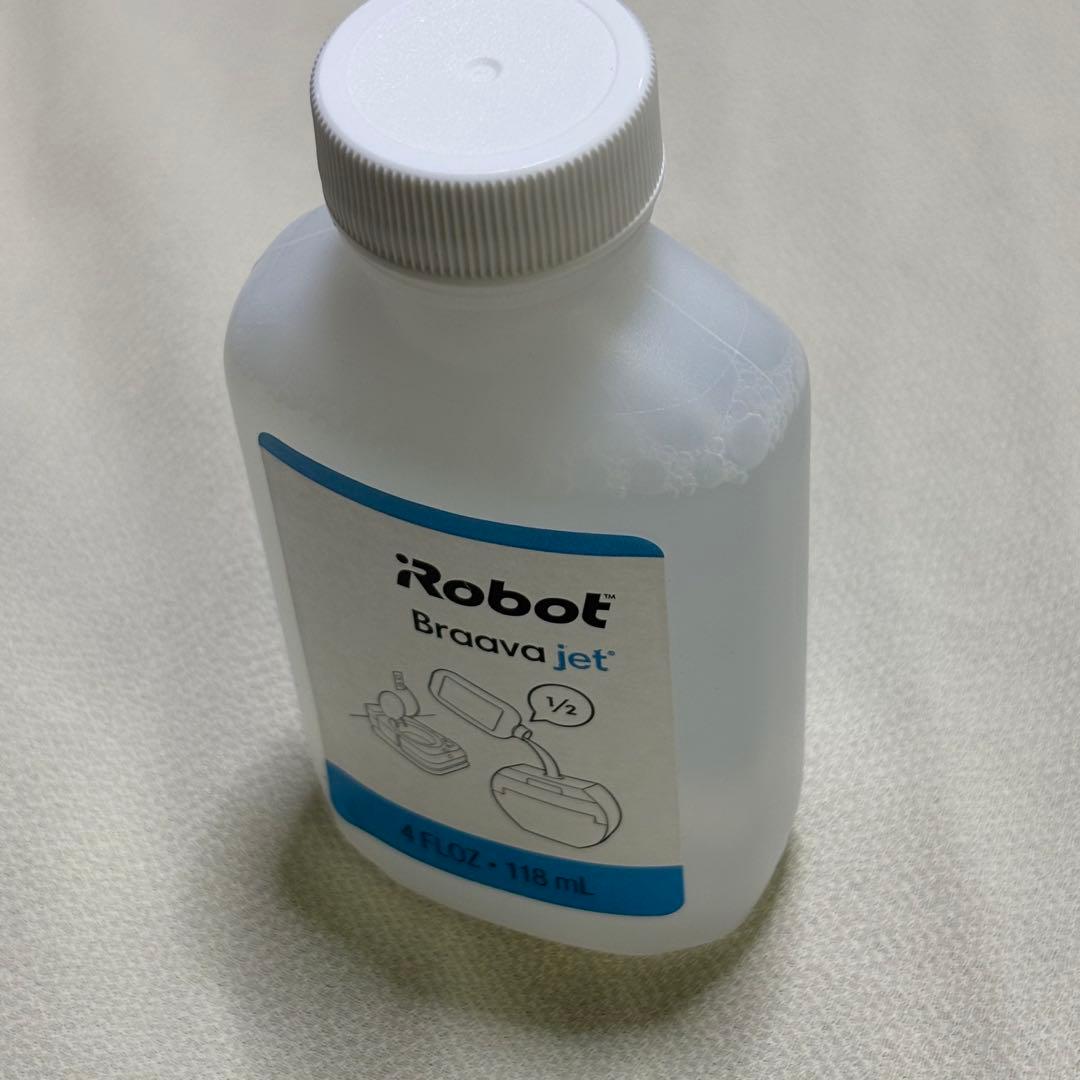 iRobot™
Braava jet®
1/2
4 FL OZ • 118 mL